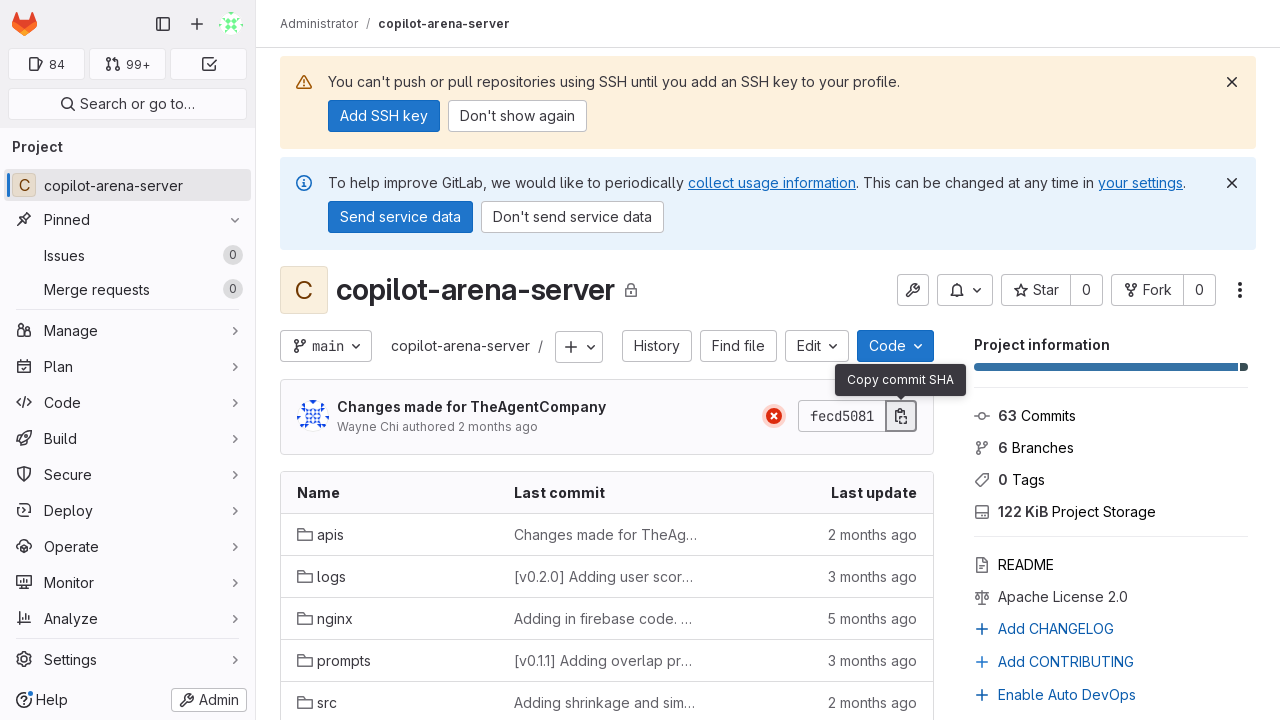 84
99+
Search or go to…
Project
C copilot-arena-server
Pinned
Issues 0
Merge requests 0
Manage
Plan
Code
Build
Secure
Deploy
Operate
Monitor
Analyze
Settings
Help
Admin
Administrator / copilot-arena-server
You can't push or pull repositories using SSH until you add an SSH key to your profile.
Add SSH key Don't show again
To help improve GitLab, we would like to periodically collect usage information. This can be changed at any time in your settings.
Send service data Don't send service data
C copilot-arena-server
Star 0 Fork 0
main copilot-arena-server / History Find file Edit Code
Copy commit SHA
Changes made for TheAgentCompany
Wayne Chi authored 2 months ago
fecd5081
Name Last commit Last update
apis Changes made for TheAg… 2 months ago
logs [v0.2.0] Adding user scor… 3 months ago
nginx Adding in firebase code. … 5 months ago
prompts [v0.1.1] Adding overlap pr… 3 months ago
src Adding shrinkage and sim… 2 months ago
Project information
63 Commits
6 Branches
0 Tags
122 KiB Project Storage
README
Apache License 2.0
Add CHANGELOG
Add CONTRIBUTING
Enable Auto DevOps